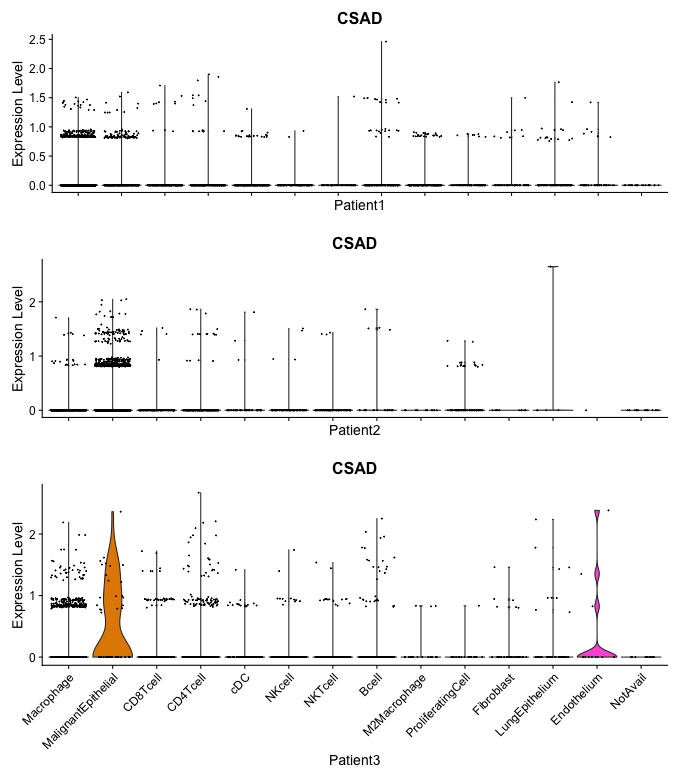 CSAD
Expression Level
2.5
2.0
1.5
1.0
0.5
0.0
Patient1
CSAD
Expression Level
2
1
0
Patient2
CSAD
Expression Level
2
1
0
Macrophage
MalignantEpithelial
CD8Tcell
CD4Tcell
cDC
NKcell
NKTcell
Bcell
M2Macrophage
ProliferatingCell
Fibroblast
LungEpithelium
Endothelium
NotAvail
Patient3